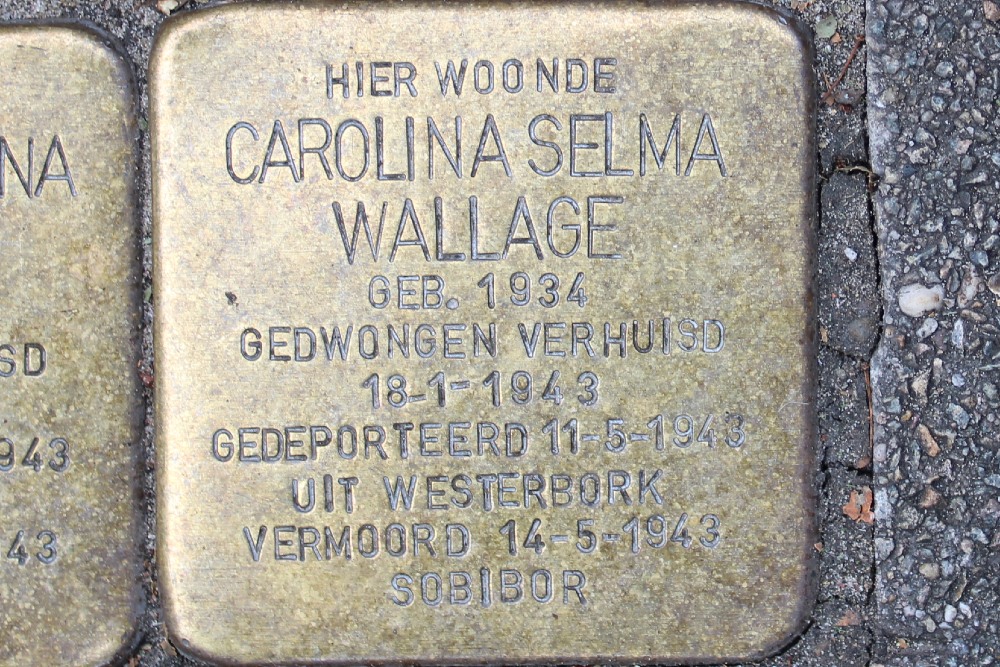 HIER WOONDE
CAROLINA SELMA
WALLAGE
GEB. 1934
GEDWONGEN VERHUISD
18-1-1943
GEDEPORTEERD 11-5-1943
UIT WESTERBORK
VERMOORD 14-5-1943
SOBIBOR